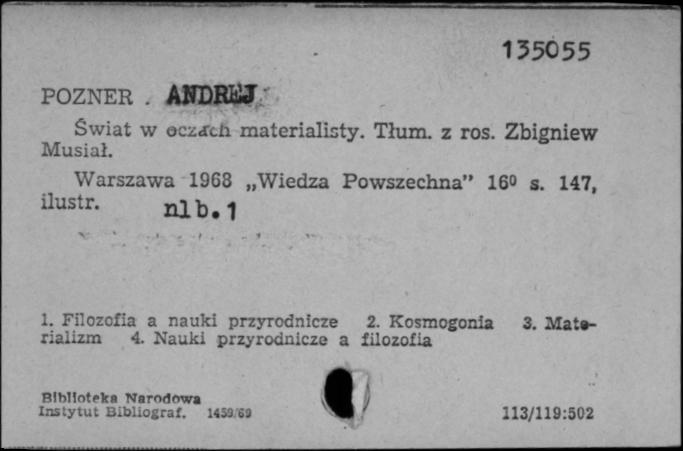 135055
POZNER . ANDREJ
Świat w oczach materialisty. Tłum. z ros. Zbigniew
Musiał.
Warszawa 1968 „Wiedza Powszechna” 16⁰ s. 147,
ilustr. nlb. 1
1. Filozofia a nauki przyrodnicze 2. Kosmogonia 3. Mate-
rializm 4. Nauki przyrodnicze a filozofia
Biblioteka Narodowa
Instytut Bibliograf. 1459/69
113/119:502